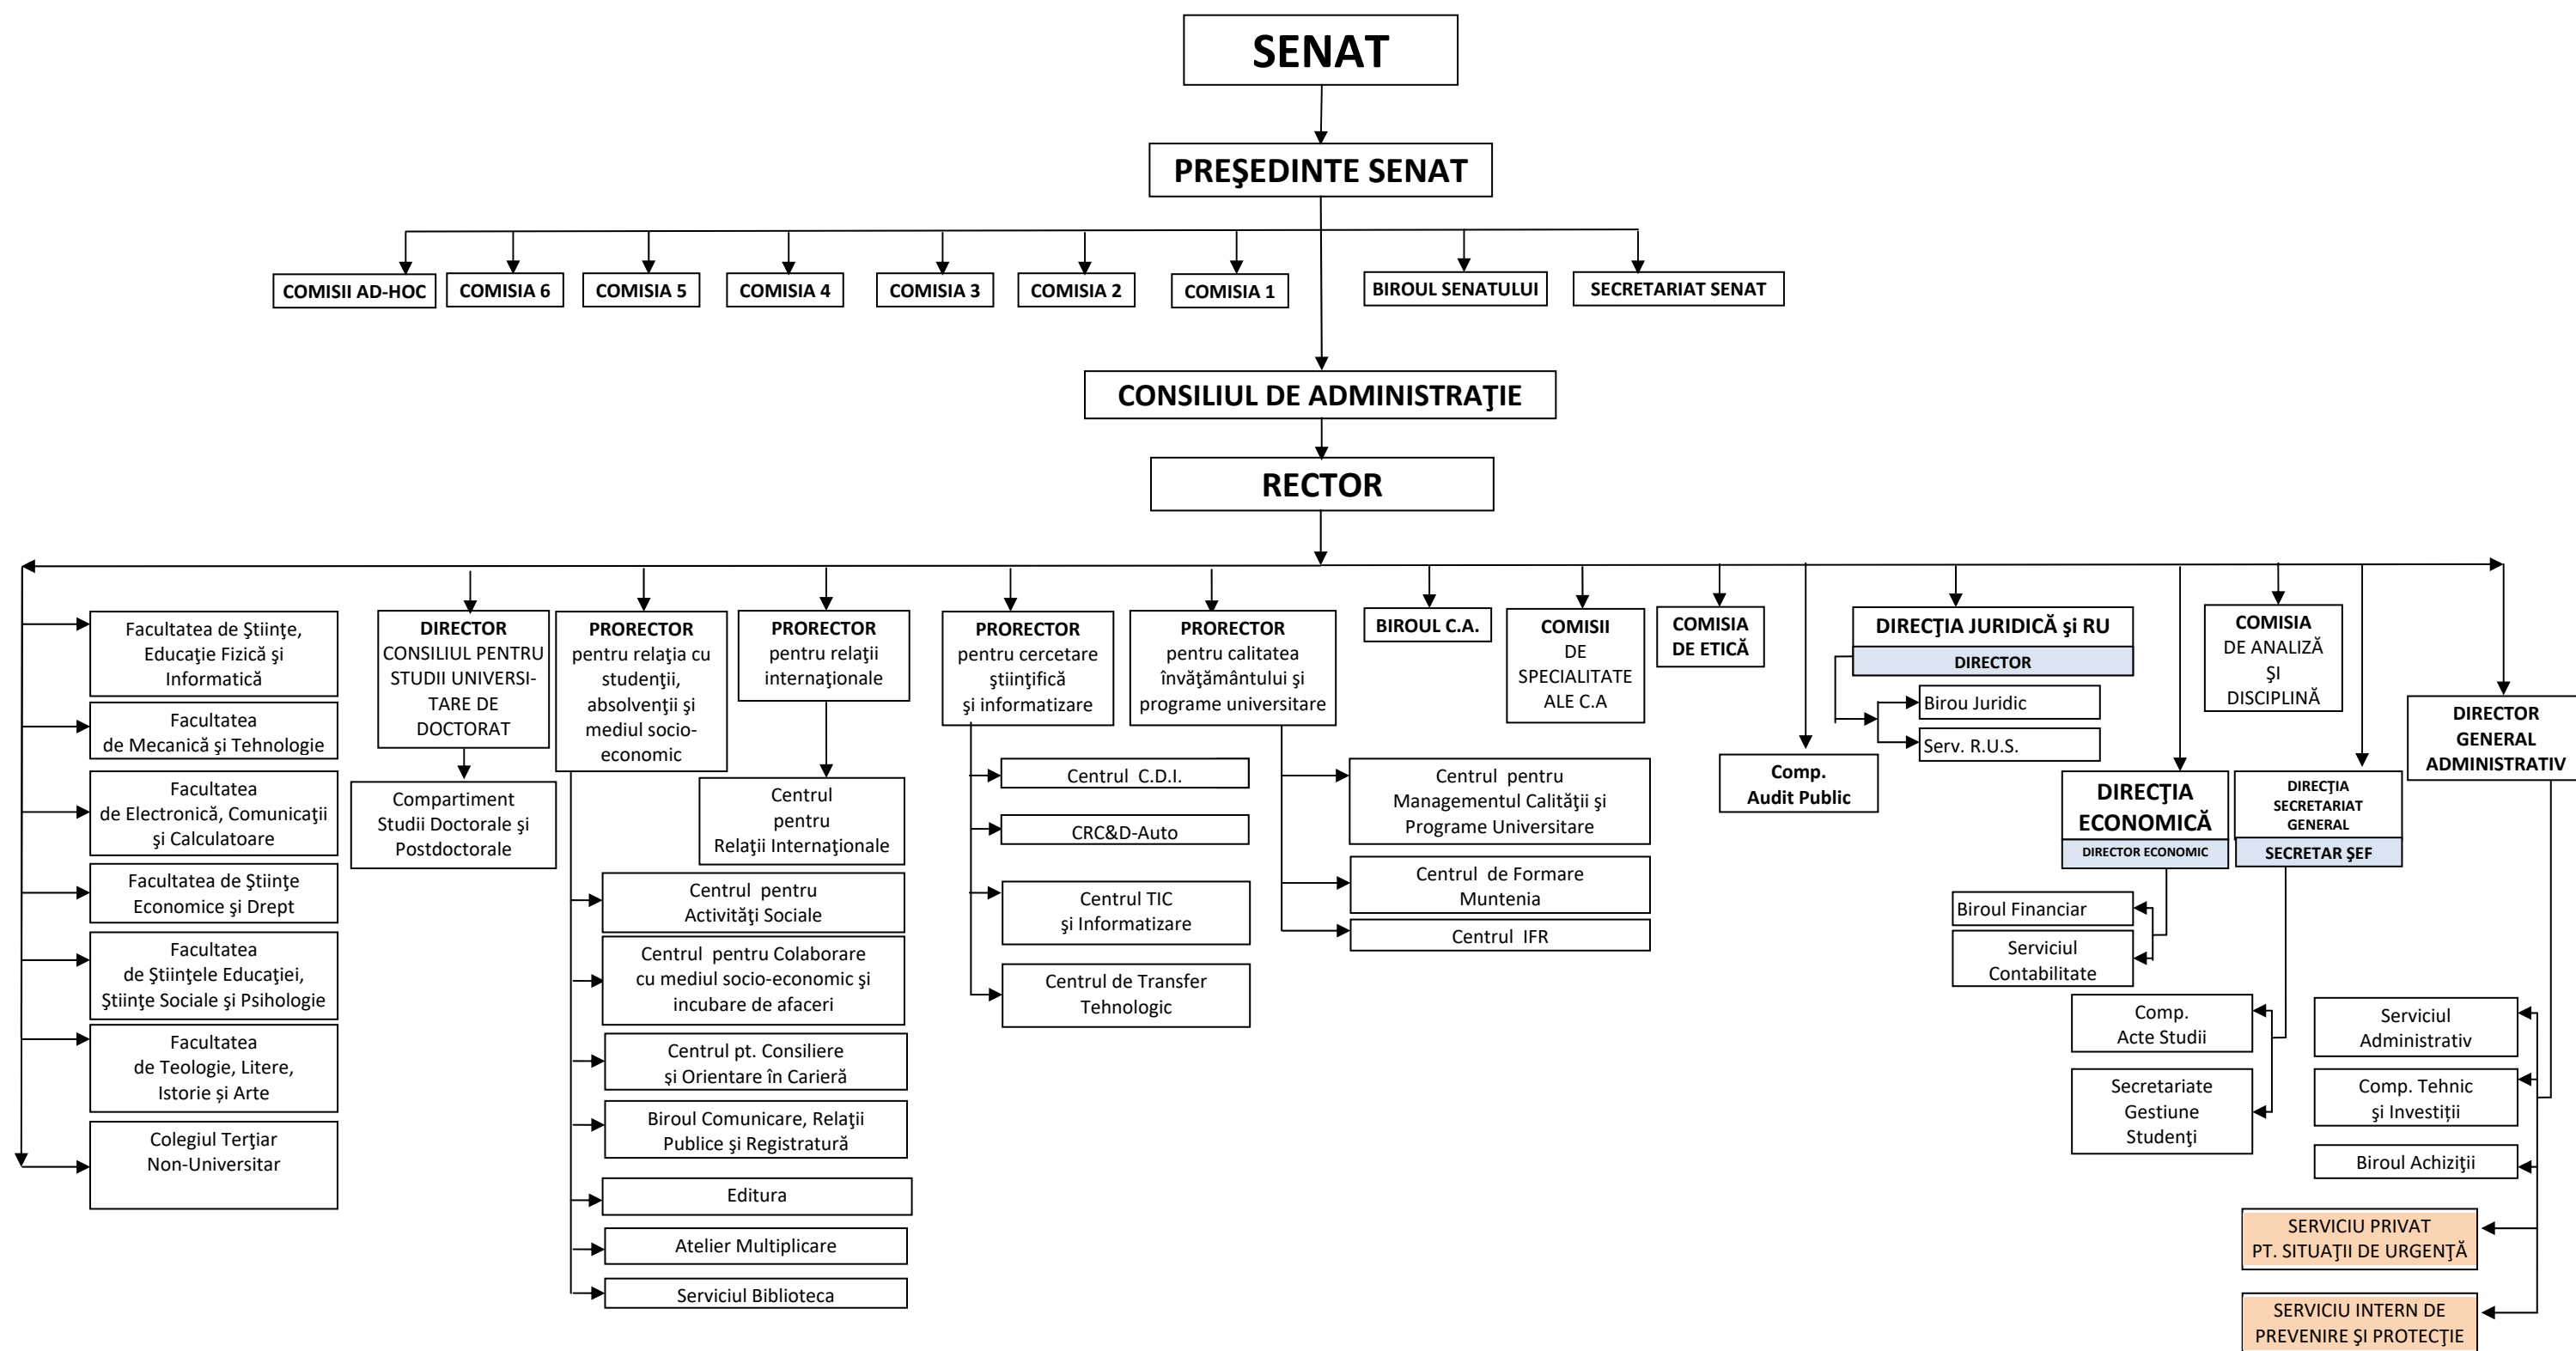 SENAT
PREŞEDINTE SENAT
COMISII AD-HOC
COMISIA 6
COMISIA 5
COMISIA 4
COMISIA 3
COMISIA 2
COMISIA 1
BIROUL SENATULUI
SECRETARIAT SENAT
CONSILIUL DE ADMINISTRAŢIE
RECTOR
Facultatea de Ştiinţe,
Educaţie Fizică şi
Informatică
Facultatea
de Mecanică şi Tehnologie
Facultatea
de Electronică, Comunicaţii
şi Calculatoare
Facultatea de Ştiinţe
Economice şi Drept
Facultatea
de Ştiinţele Educaţiei,
Ştiinţe Sociale şi Psihologie
Facultatea
de Teologie, Litere,
Istorie și Arte
Colegiul Terţiar
Non-Universitar
DIRECTOR
CONSILIUL PENTRU
STUDII UNIVERSI-
TARE DE
DOCTORAT
Compartiment
Studii Doctorale şi
Postdoctorale
PRORECTOR
pentru relaţia cu
studenţii,
absolvenţii şi
mediul socio-
economic
Centrul pentru
Activităţi Sociale
Centrul pentru Colaborare
cu mediul socio-economic şi
incubare de afaceri
Centrul pt. Consiliere
şi Orientare în Carieră
Biroul Comunicare, Relaţii
Publice şi Registratură
Editura
Atelier Multiplicare
Serviciul Biblioteca
PRORECTOR
pentru relaţii
internaţionale
Centrul
pentru
Relaţii Internaţionale
PRORECTOR
pentru cercetare
ştiinţifică
şi informatizare
Centrul C.D.I.
CRC&D-Auto
Centrul TIC
şi Informatizare
Centrul de Transfer
Tehnologic
PRORECTOR
pentru calitatea
învăţământului şi
programe universitare
Centrul pentru
Managementul Calităţii şi
Programe Universitare
Centrul de Formare
Muntenia
Centrul IFR
BIROUL C.A.
COMISII
DE
SPECIALITATE
ALE C.A
COMISIA
DE ETICĂ
Comp.
Audit Public
DIRECŢIA JURIDICĂ şi RU
DIRECTOR
Birou Juridic
Serv. R.U.S.
DIRECŢIA
ECONOMICĂ
DIRECTOR ECONOMIC
Biroul Financiar
Serviciul
Contabilitate
COMISIA
DE ANALIZĂ
ŞI
DISCIPLINĂ
DIRECŢIA
SECRETARIAT
GENERAL
SECRETAR ŞEF
Comp.
Acte Studii
Secretariate
Gestiune
Studenţi
DIRECTOR
GENERAL
ADMINISTRATIV
Serviciul
Administrativ
Comp. Tehnic
şi Investiții
Biroul Achiziţii
SERVICIU PRIVAT
PT. SITUAŢII DE URGENŢĂ
SERVICIU INTERN DE
PREVENIRE ŞI PROTECŢIE